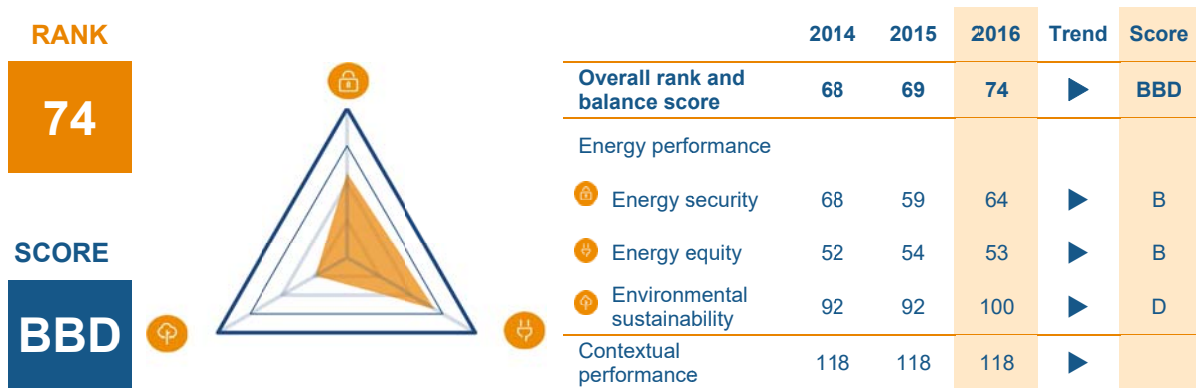 RANK
74
SCORE
BBD
2014 2015 2016 Trend Score
Overall rank and
balance score 68 69 74 BBD
Energy performance
Energy security 68 59 64 B
Energy equity 52 54 53 B
Environmental
sustainability 92 92 100 D
Contextual
performance 118 118 118